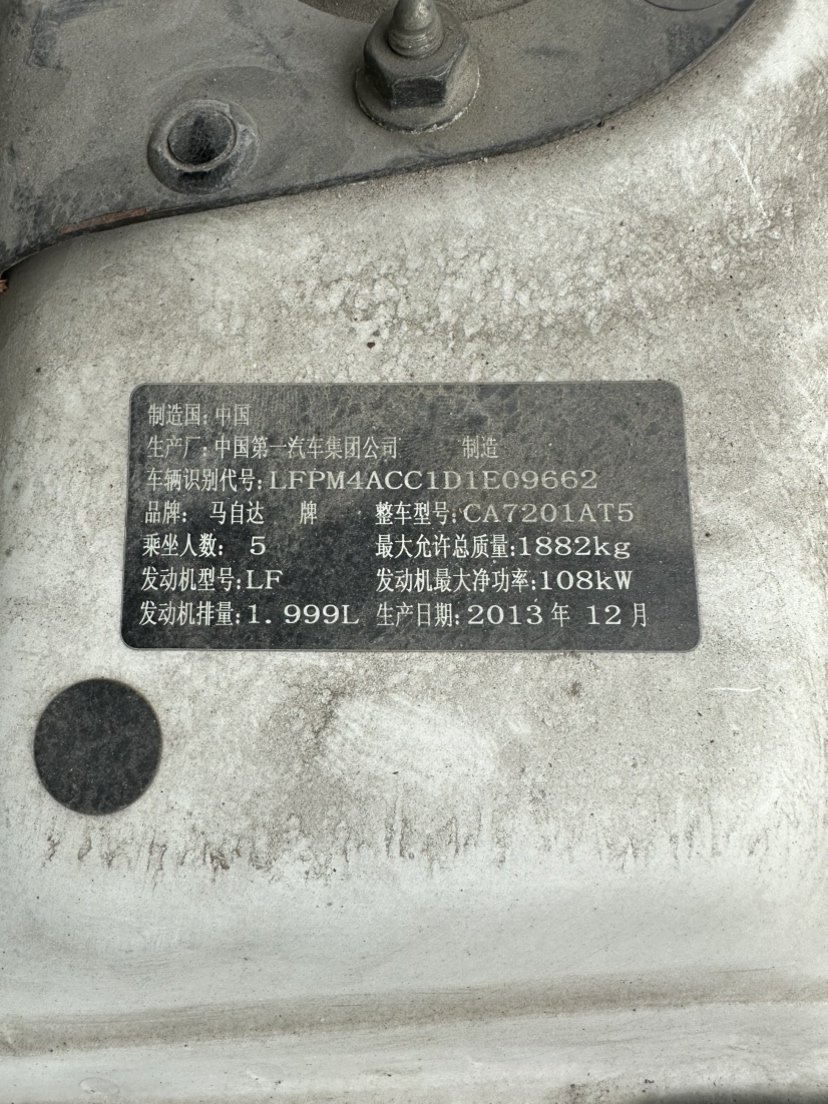 制造国:中国
生产厂:中国第一汽车集团公司 制造
车辆识别代号:LFPM4ACC1D1E09662
品牌: 马自达 牌 整车型号:CA7201AT5
乘坐人数: 5 最大允许总质量:1882kg
发动机型号:LF 发动机最大净功率:108kW
发动机排量:1.999L 生产日期:2013年 12月